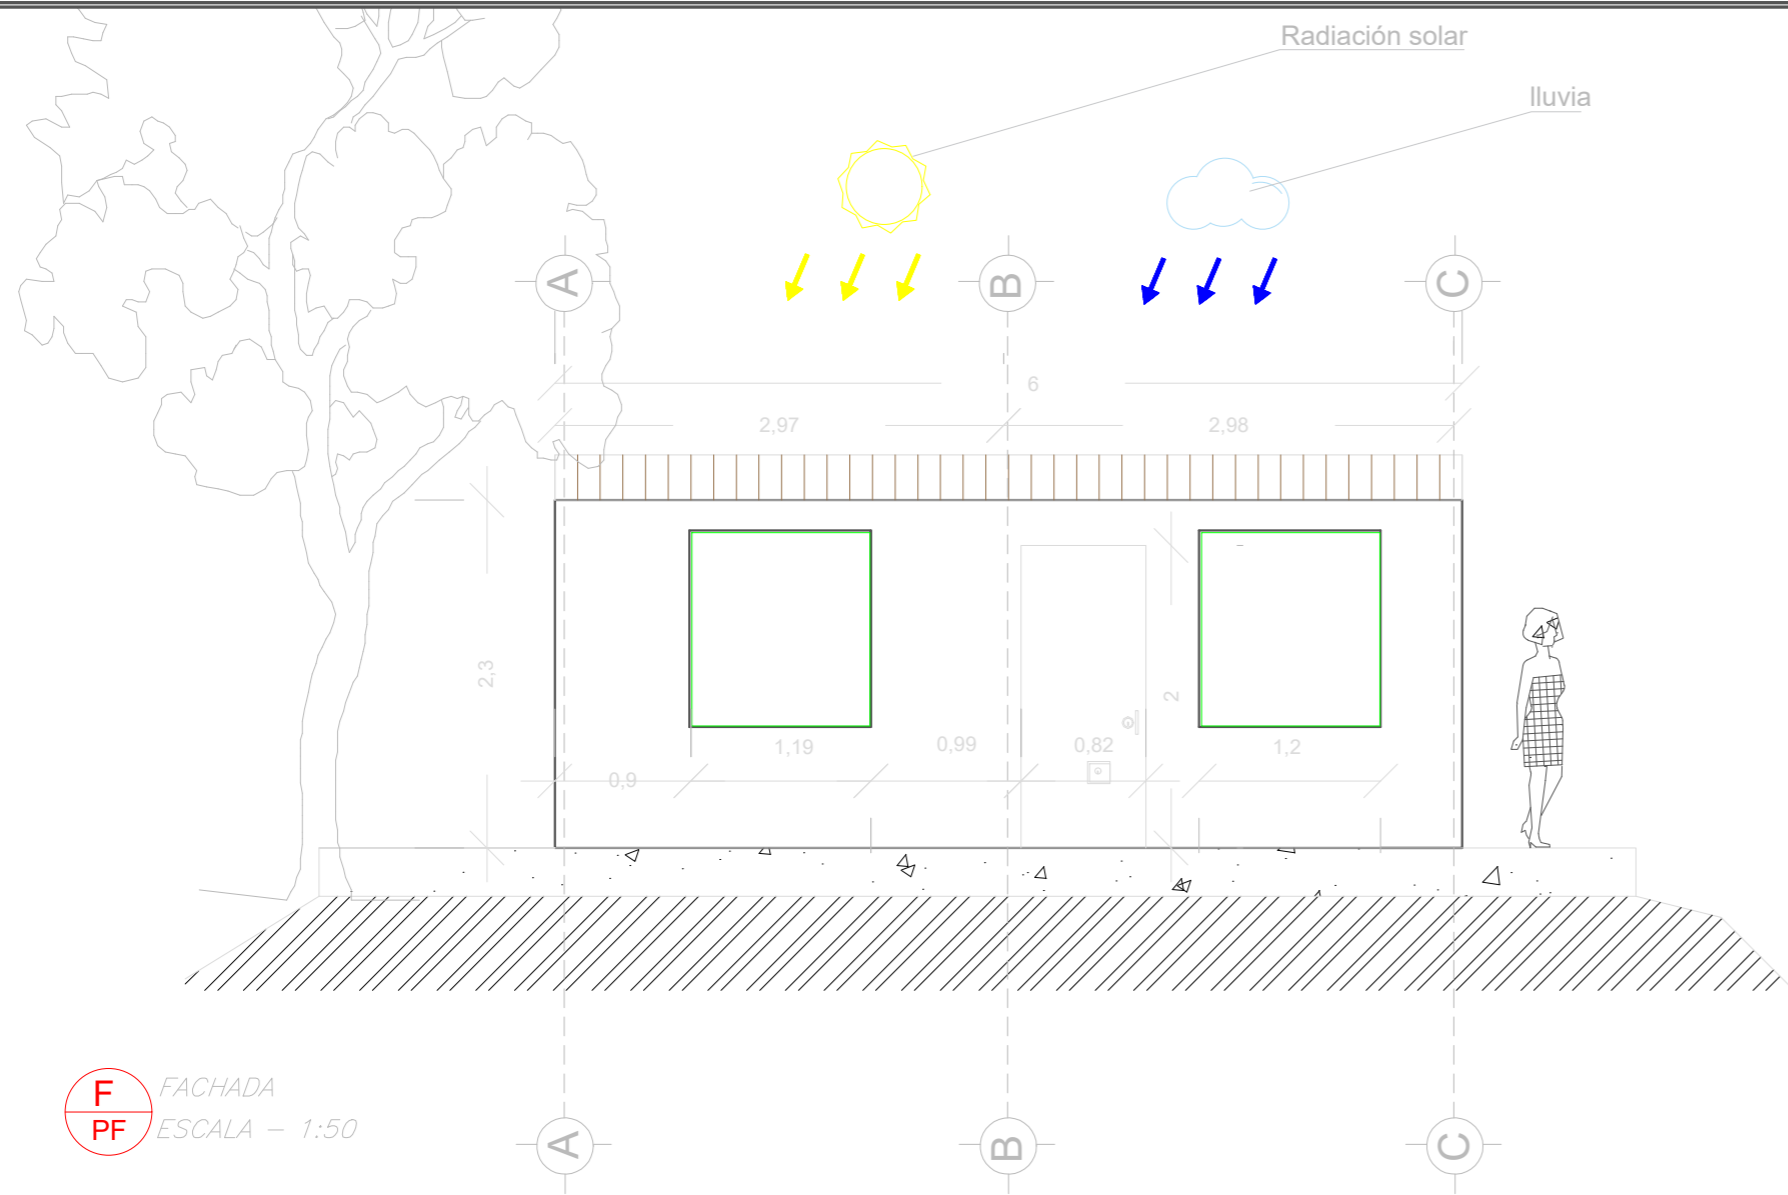 Radiación solar
lluvia
A
B
C
6
2,97
2,98
2,3
2
1,19
0,99
0,82
1,2
0,9
F
PF
FACHADA
ESCALA - 1:50
A
B
C